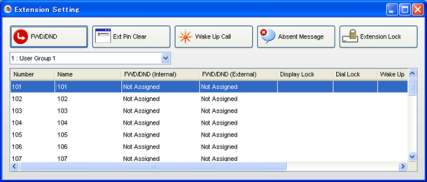 Extension Setting
FWD/DND Ext Pin Clear Wake Up Call Absent Message Extension Lock
1 : User Group 1
Number Name FWD/DND (Internal) FWD/DND (External) Display Lock Dial Lock Wake Up
101 101 Not Assigned Not Assigned
102 102 Not Assigned Not Assigned
103 103 Not Assigned Not Assigned
104 104 Not Assigned Not Assigned
105 105 Not Assigned Not Assigned
106 106 Not Assigned Not Assigned
107 107 Not Assigned Not Assigned